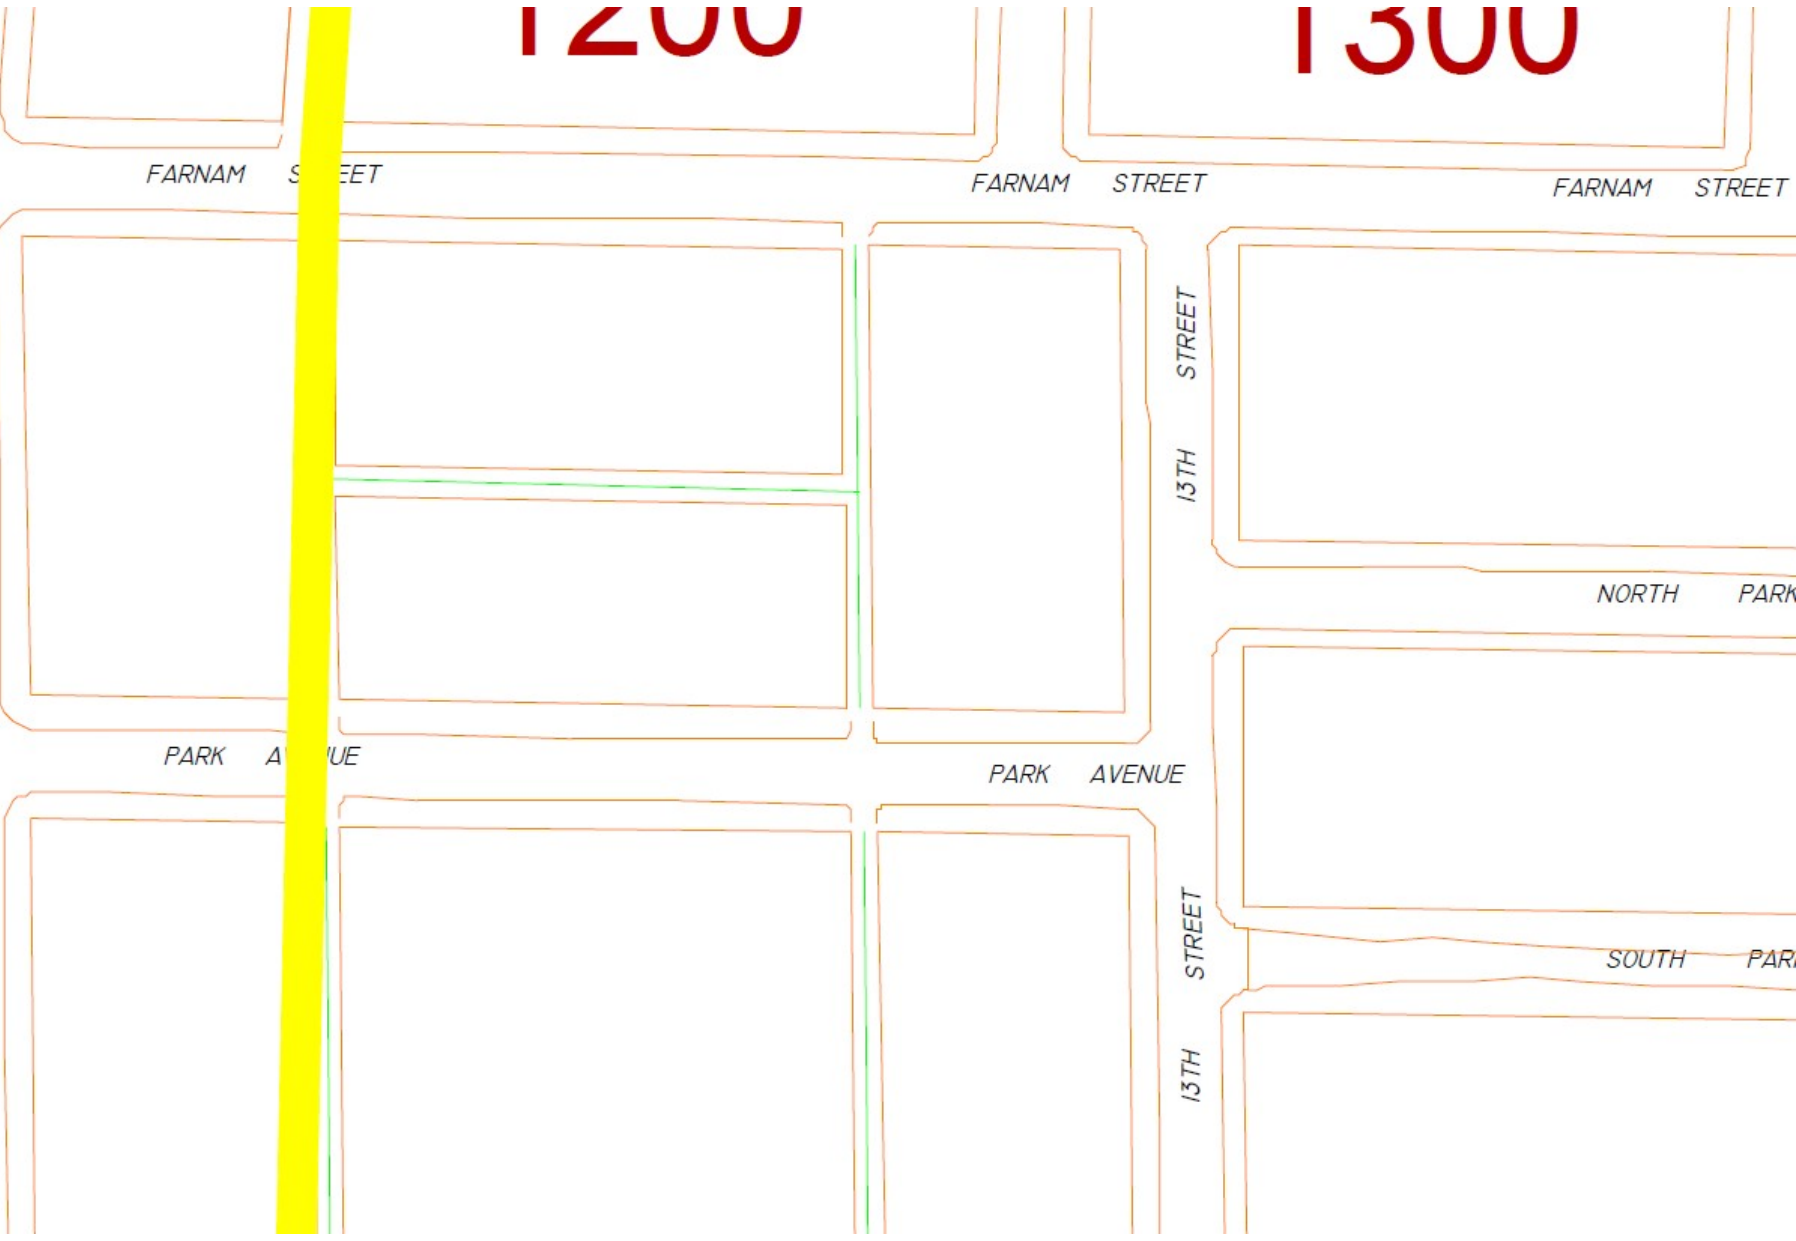 1200
1300
FARNAM
FARNAM STREET
FARNAM STREET
13TH STREET
NORTH PARK
PARK
PARK AVENUE
13TH STREET
SOUTH